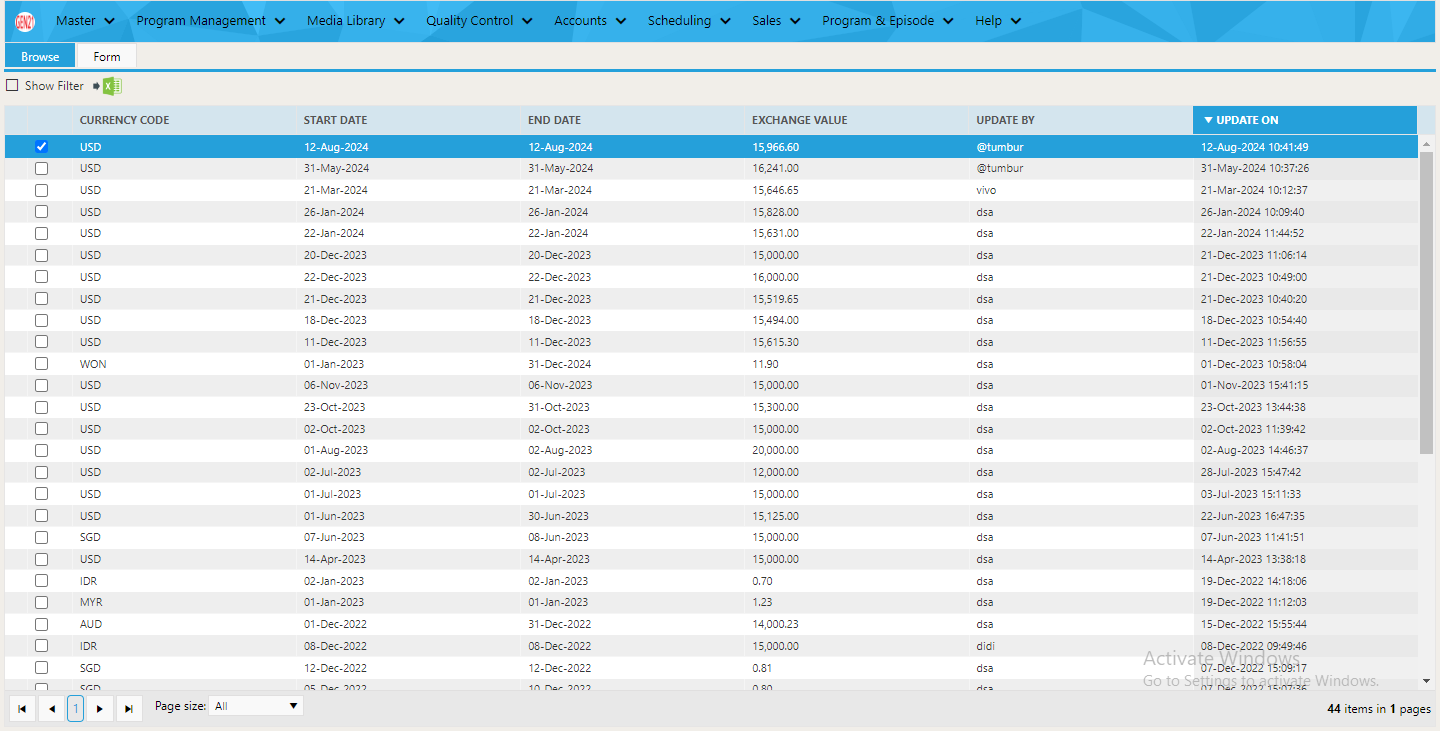 GEN21 Master Program Management Media Library Quality Control Accounts Scheduling Sales Program & Episode Help
Browse Form
Show Filter
CURRENCY CODE START DATE END DATE EXCHANGE VALUE UPDATE BY UPDATE ON
USD 12-Aug-2024 12-Aug-2024 15,966.60 @tumbur 12-Aug-2024 10:41:49
USD 31-May-2024 31-May-2024 16,241.00 @tumbur 31-May-2024 10:37:26
USD 21-Mar-2024 21-Mar-2024 15,646.65 vivo 21-Mar-2024 10:12:37
USD 26-Jan-2024 26-Jan-2024 15,828.00 dsa 26-Jan-2024 10:09:40
USD 22-Jan-2024 22-Jan-2024 15,631.00 dsa 22-Jan-2024 11:44:52
USD 20-Dec-2023 20-Dec-2023 15,000.00 dsa 21-Dec-2023 11:06:14
USD 22-Dec-2023 22-Dec-2023 16,000.00 dsa 21-Dec-2023 10:49:00
USD 21-Dec-2023 21-Dec-2023 15,519.65 dsa 21-Dec-2023 10:40:20
USD 18-Dec-2023 18-Dec-2023 15,494.00 dsa 18-Dec-2023 10:54:40
USD 11-Dec-2023 11-Dec-2023 15,615.30 dsa 11-Dec-2023 11:56:55
WON 01-Jan-2023 31-Dec-2024 11.90 dsa 01-Dec-2023 10:58:04
USD 06-Nov-2023 06-Nov-2023 15,000.00 dsa 01-Nov-2023 15:41:15
USD 23-Oct-2023 31-Oct-2023 15,300.00 dsa 23-Oct-2023 13:44:38
USD 02-Oct-2023 02-Oct-2023 15,000.00 dsa 02-Oct-2023 11:39:42
USD 01-Aug-2023 02-Aug-2023 20,000.00 dsa 02-Aug-2023 14:46:37
USD 02-Jul-2023 02-Jul-2023 12,000.00 dsa 28-Jul-2023 15:47:42
USD 01-Jul-2023 01-Jul-2023 15,000.00 dsa 03-Jul-2023 15:11:33
USD 01-Jun-2023 30-Jun-2023 15,125.00 dsa 22-Jun-2023 16:47:35
SGD 07-Jun-2023 08-Jun-2023 15,000.00 dsa 07-Jun-2023 11:41:51
USD 14-Apr-2023 14-Apr-2023 15,000.00 dsa 14-Apr-2023 13:38:18
IDR 02-Jan-2023 02-Jan-2023 0.70 dsa 19-Dec-2022 14:18:06
MYR 01-Jan-2023 01-Jan-2023 1.23 dsa 19-Dec-2022 11:12:03
AUD 01-Dec-2022 31-Dec-2022 14,000.23 dsa 15-Dec-2022 15:55:44
IDR 08-Dec-2022 08-Dec-2022 15,000.00 didi 08-Dec-2022 09:49:46
SGD 12-Dec-2022 12-Dec-2022 0.81 dsa 07-Dec-2022 15:09:17
SGD 05-Dec-2022 10-Dec-2022 0.80 dsa 07-Dec-2022 15:07:36
Activate Windows
Go to Settings to activate Windows.
1 Page size: All 44 items in 1 pages